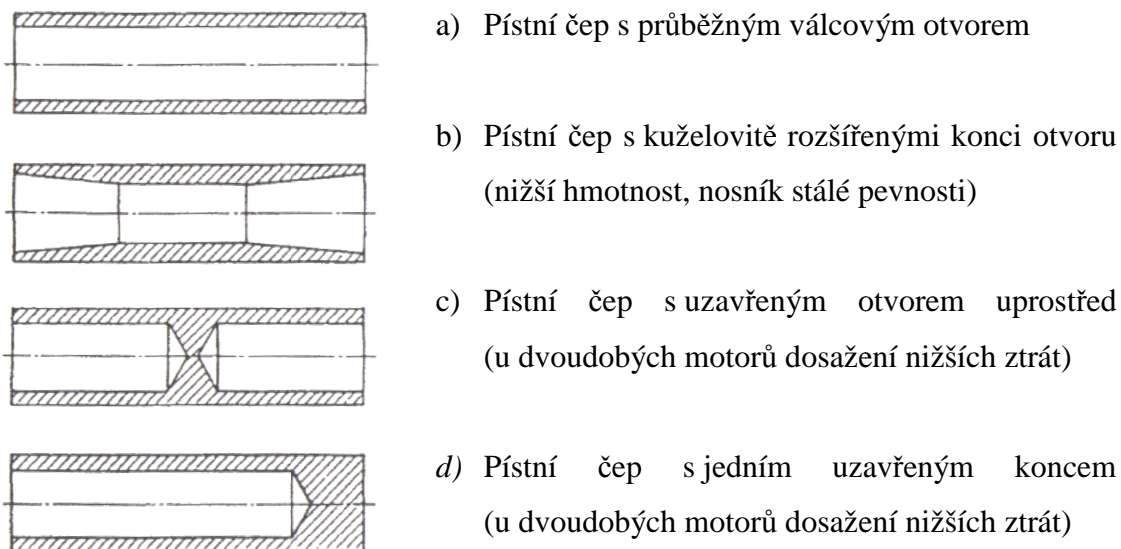 a) Pístní čep s průběžným válcovým otvorem
b) Pístní čep s kuželovitě rozšířenými konci otvoru
(nižší hmotnost, nosník stálé pevnosti)
c) Pístní čep s uzavřeným otvorem uprostřed
(u dvoudobých motorů dosažení nižších ztrát)
d) Pístní čep s jedním uzavřeným koncem
(u dvoudobých motorů dosažení nižších ztrát)